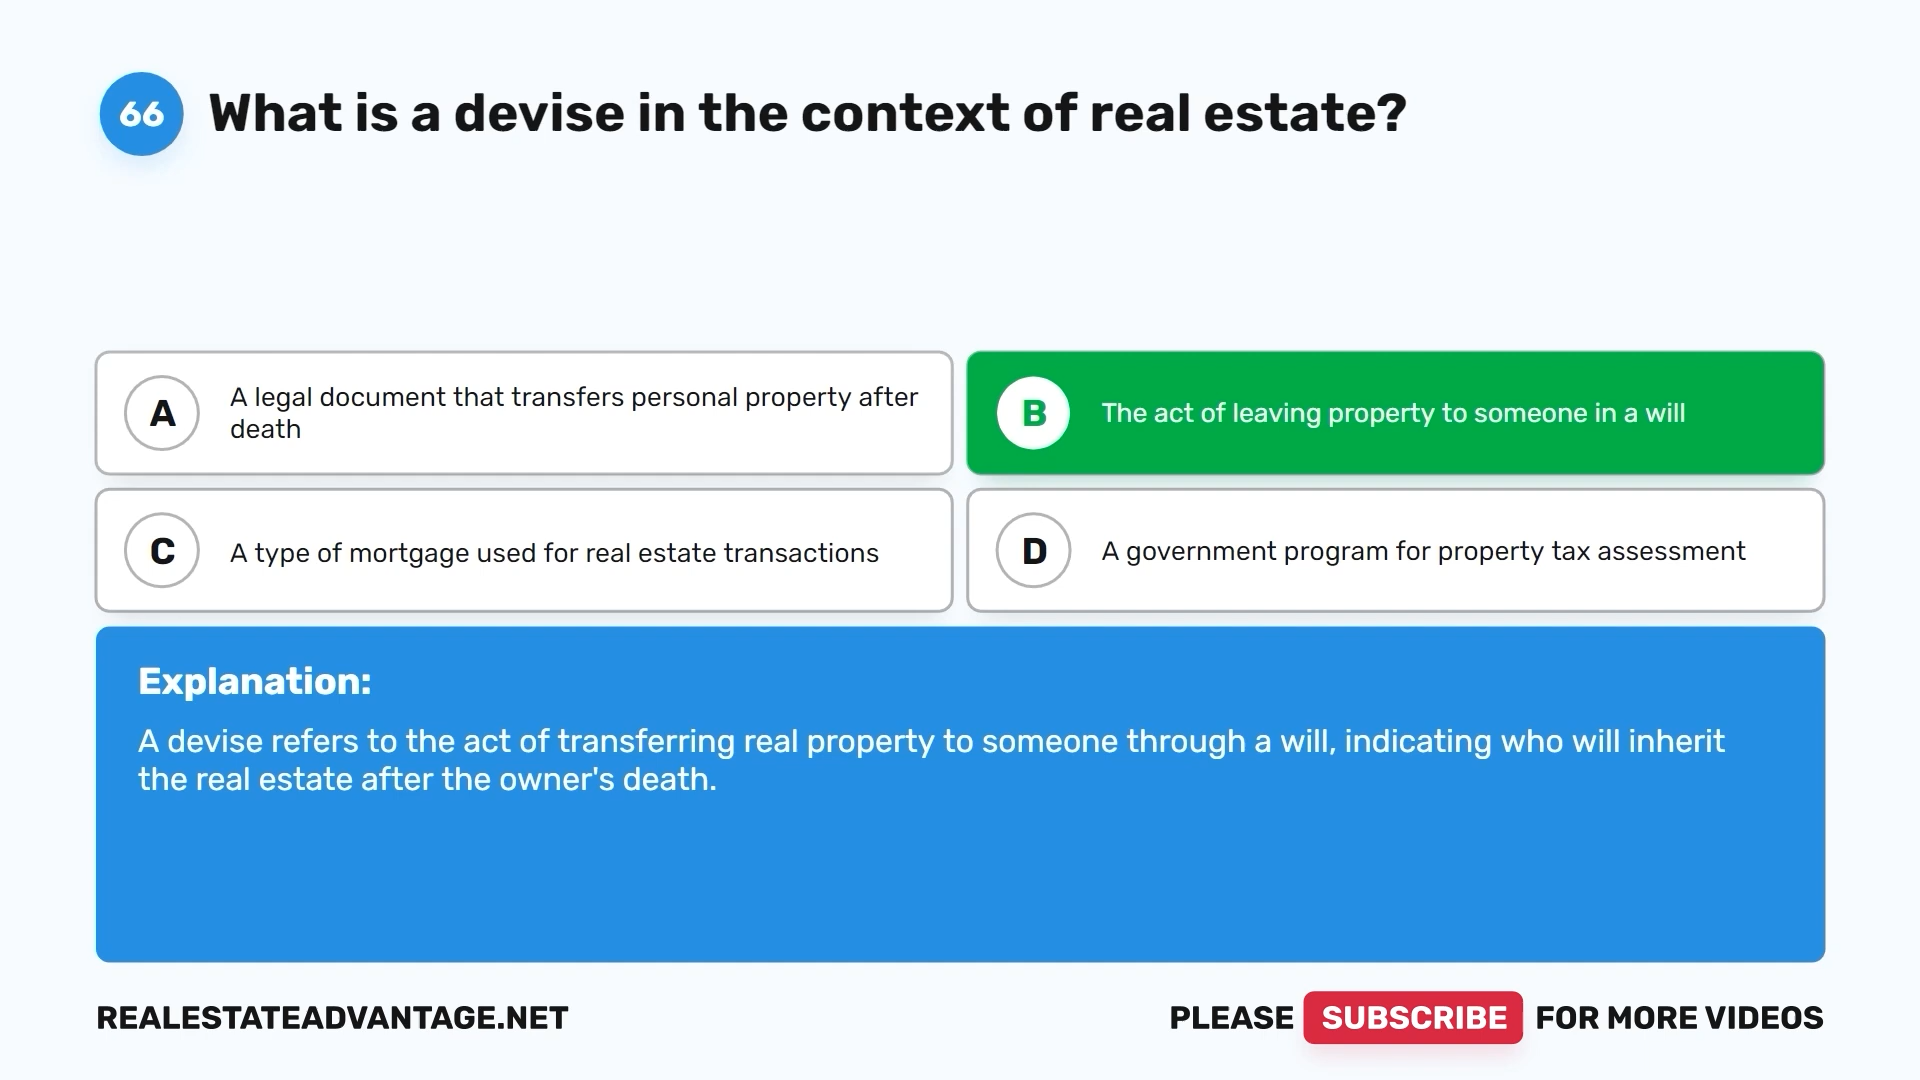 66 What is a devise in the context of real estate?
A A legal document that transfers personal property after
death
B The act of leaving property to someone in a will
C A type of mortgage used for real estate transactions
D A government program for property tax assessment
Explanation:
A devise refers to the act of transferring real property to someone through a will, indicating who will inherit
the real estate after the owner's death.
REALESTATEADVANTAGE.NET
PLEASE SUBSCRIBE FOR MORE VIDEOS